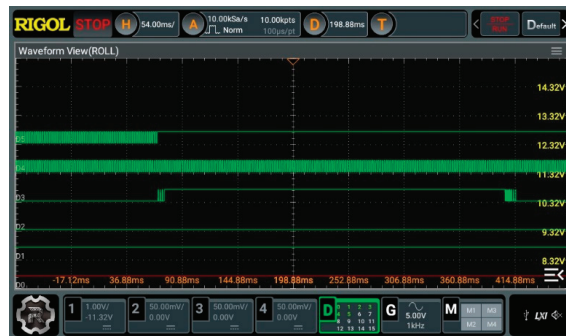 RIGOL STOP H 54.00ms/ A 10.00kSa/s Norm 10.00kpts 100µs/pt D 198.88ms T < STOP RUN Default >
Waveform View(ROLL)
14.32V
13.32V
D5 12.32V
D4 11.32V
D3 10.32V
D2 9.32V
D1 8.32V
D0
-17.12ms 36.88ms 90.88ms 144.88ms 198.88ms 252.88ms 306.88ms 360.88ms 414.88ms
1 1.00V/ -11.32V 2 50.00mV/ 0.00V 3 50.00mV/ 0.00V 4 50.00mV/ 0.00V D 0 1 2 3 4 5 6 7 8 9 10 11 12 13 14 15 G 5.00V 1kHz M M1 M3 M2 M4 LXI